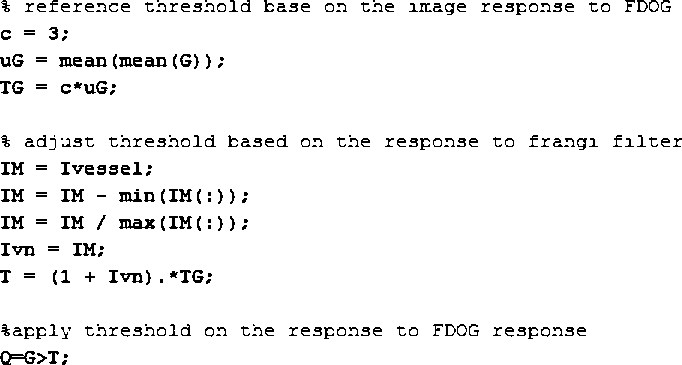 % reference threshold base on the image response to FDOG
c = 3;
uG = mean(mean(G));
TG = c*uG;
% adjust threshold based on the response to frangi filter
IM = Ivessel;
IM = IM - min(IM(:));
IM = IM / max(IM(:));
Ivn = IM;
T = (1 + Ivn).*TG;
%apply threshold on the response to FDOG response
Q=G>T;